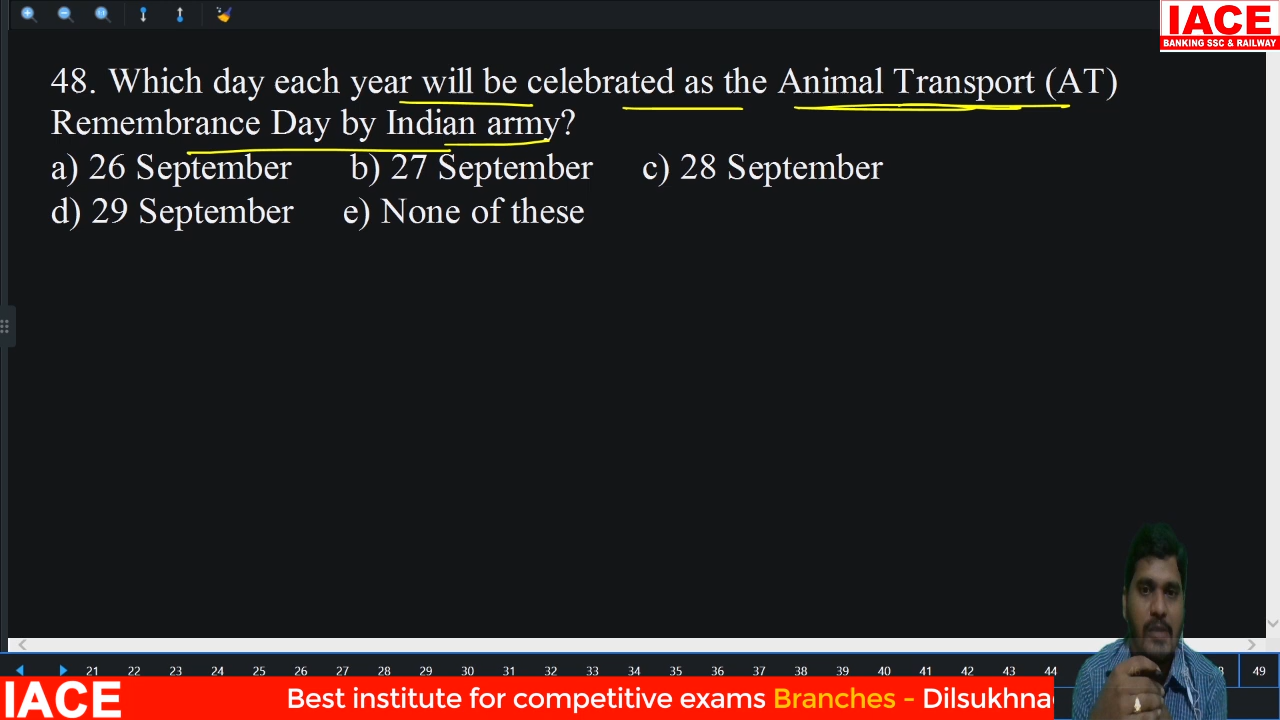 IACE
BANKING SSC & RAILWAY
48. Which day each year will be celebrated as the Animal Transport (AT)
Remembrance Day by Indian army?
a) 26 September b) 27 September c) 28 September
d) 29 September e) None of these
21 22 23 24 25 26 27 28 29 30 31 32 33 34 35 36 37 38 39 40 41 42 43 44 49
IACE Best institute for competitive exams Branches - Dilsukhna